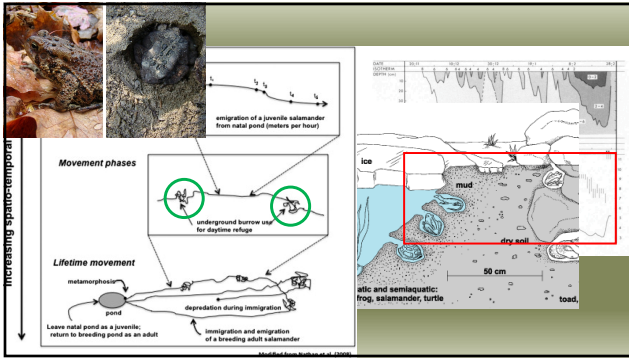 Increasing spatio-temporal
t₂
t₃
t₄
emigration of a juvenile salamander
from natal pond (meters per hour)
Movement phases
underground burrow use
for daytime refuge
Lifetime movement
metamorphosis
pond
depredation during immigration
Leave natal pond as a juvenile;
return to breeding pond as an adult
immigration and emigration
of a breeding adult salamander
Modified from Nathan et al. (2008)
DATE
ISOTHERM
DEPTH (cm)
ice
mud
dry soil
50 cm
atic and semiaquatic:
frog, salamander, turtle
toad,